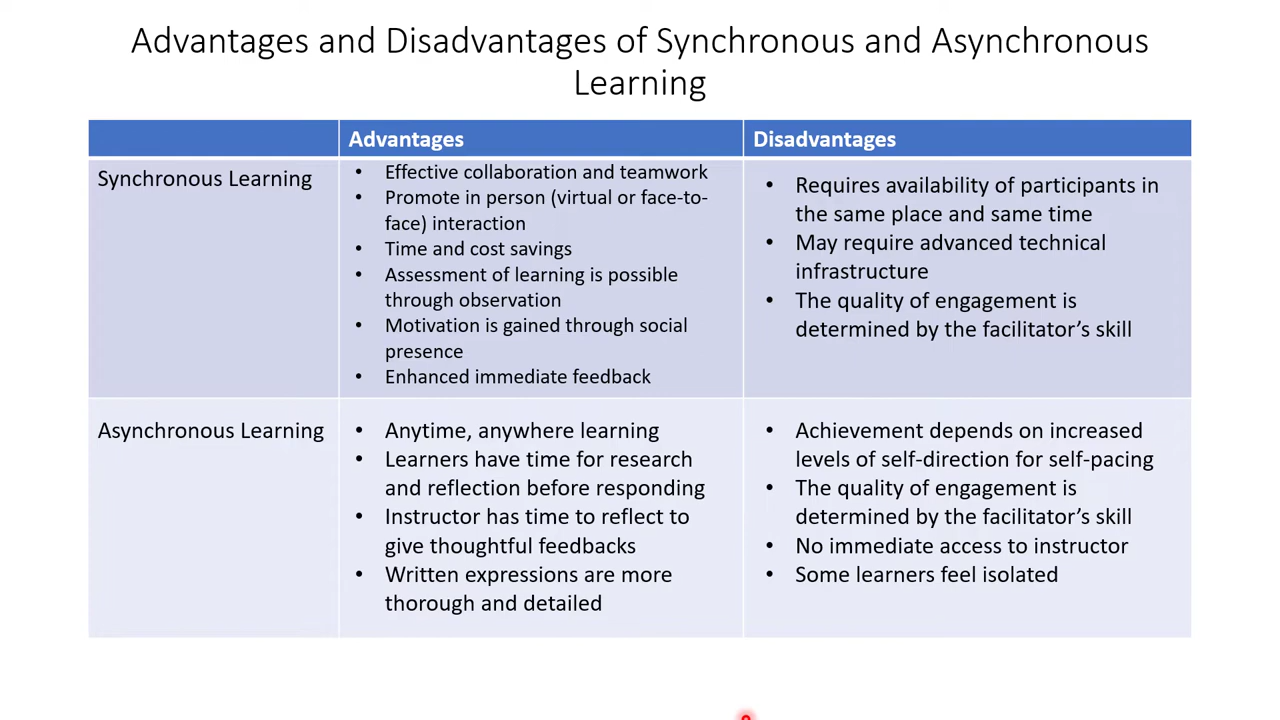 Advantages and Disadvantages of Synchronous and Asynchronous
Learning
Advantages
Disadvantages
Synchronous Learning
• Effective collaboration and teamwork
• Promote in person (virtual or face-to-
face) interaction
• Time and cost savings
• Assessment of learning is possible
through observation
• Motivation is gained through social
presence
• Enhanced immediate feedback
• Requires availability of participants in
the same place and same time
• May require advanced technical
infrastructure
• The quality of engagement is
determined by the facilitator’s skill
Asynchronous Learning
• Anytime, anywhere learning
• Learners have time for research
and reflection before responding
• Instructor has time to reflect to
give thoughtful feedbacks
• Written expressions are more
thorough and detailed
• Achievement depends on increased
levels of self-direction for self-pacing
• The quality of engagement is
determined by the facilitator’s skill
• No immediate access to instructor
• Some learners feel isolated